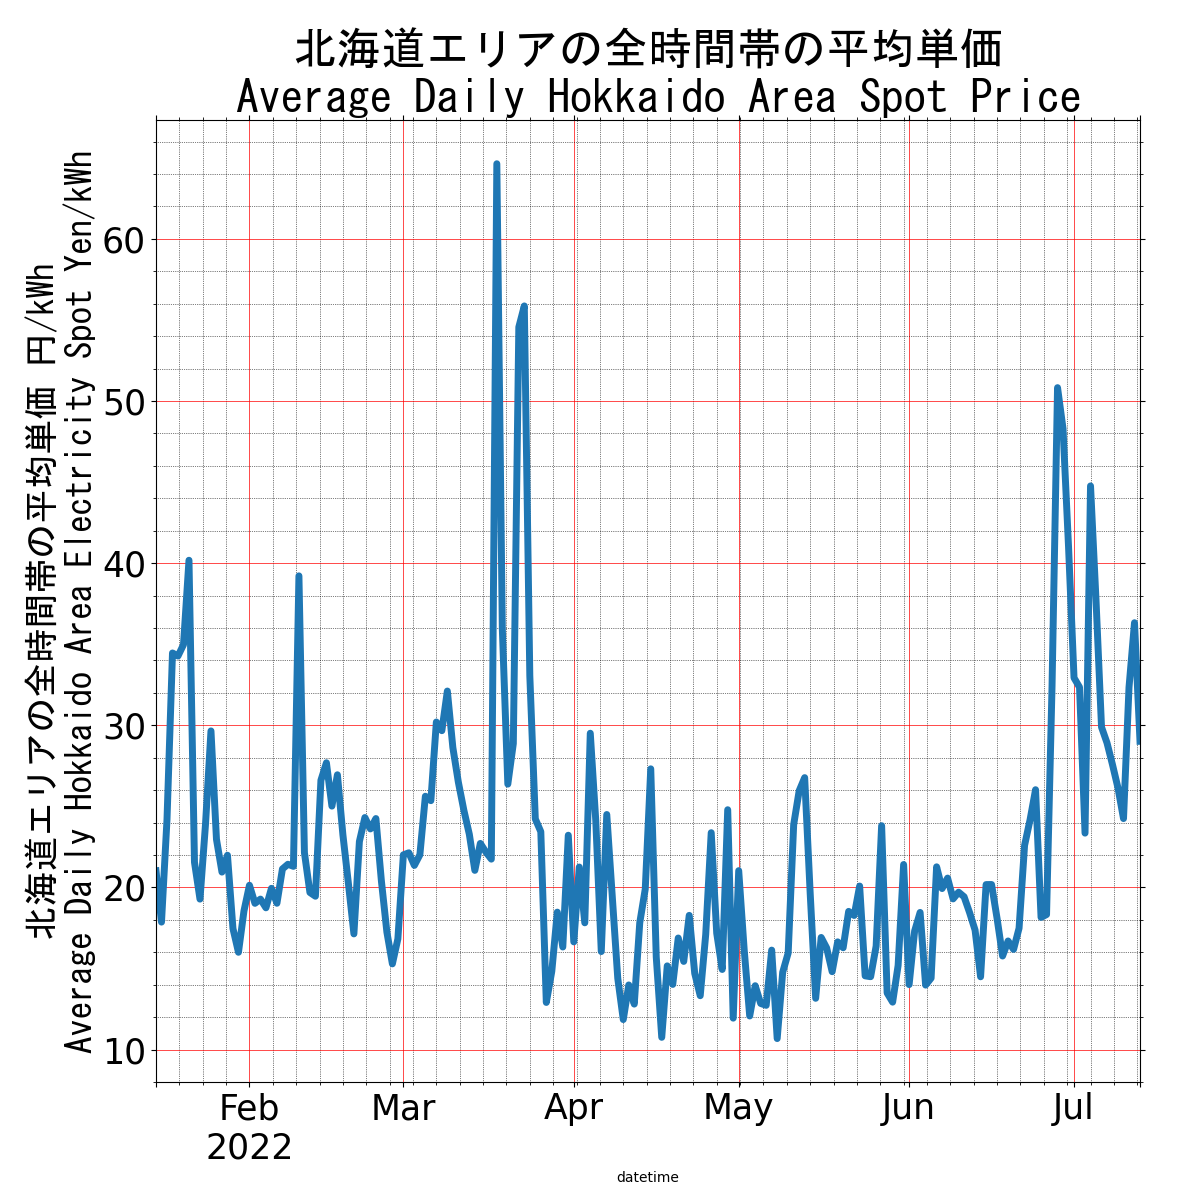 北海道エリアの全時間帯の平均単価
Average Daily Hokkaido Area Spot Price
北海道エリアの全時間帯の平均単価 円/kWh
Average Daily Hokkaido Area Electricity Spot Yen/kWh
60
50
40
30
20
10
Feb
2022
Mar
Apr
May
Jun
Jul
datetime